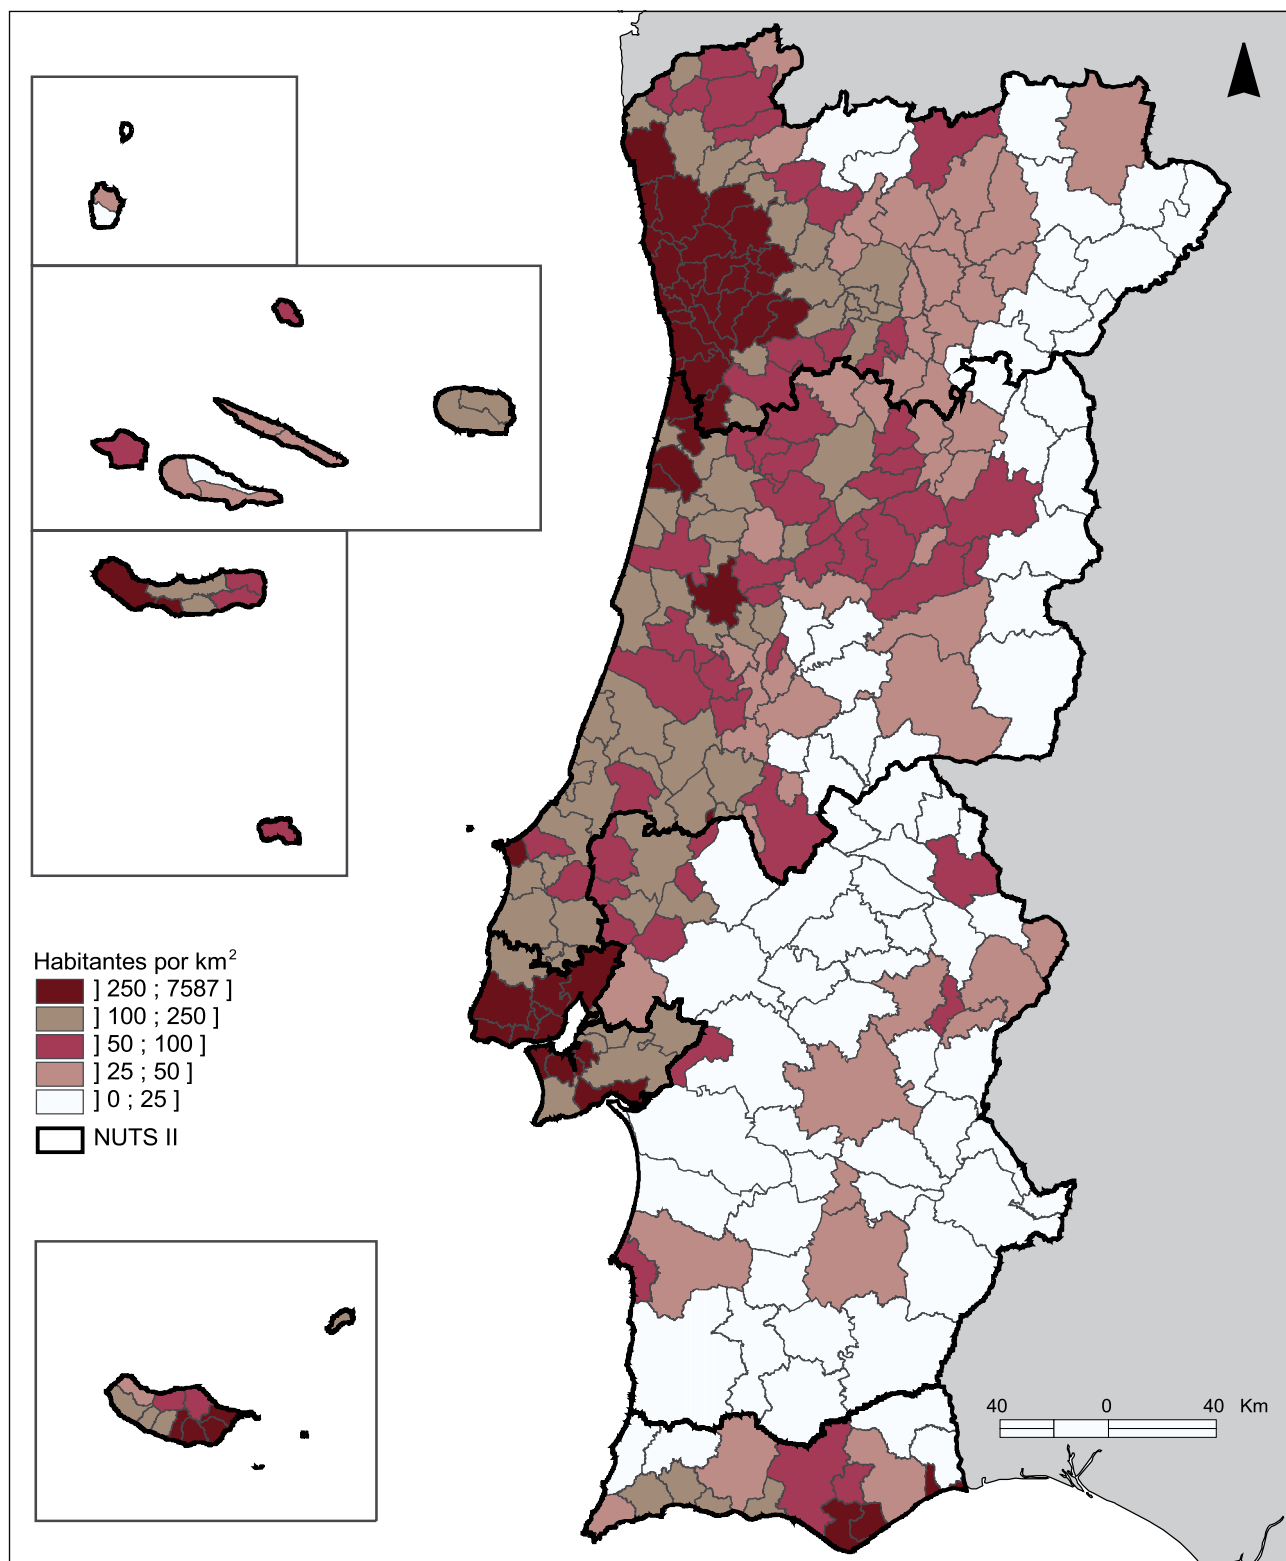 Habitantes por km²
] 250 ; 7587 ]
] 100 ; 250 ]
] 50 ; 100 ]
] 25 ; 50 ]
] 0 ; 25 ]
NUTS II
40 0 40 Km